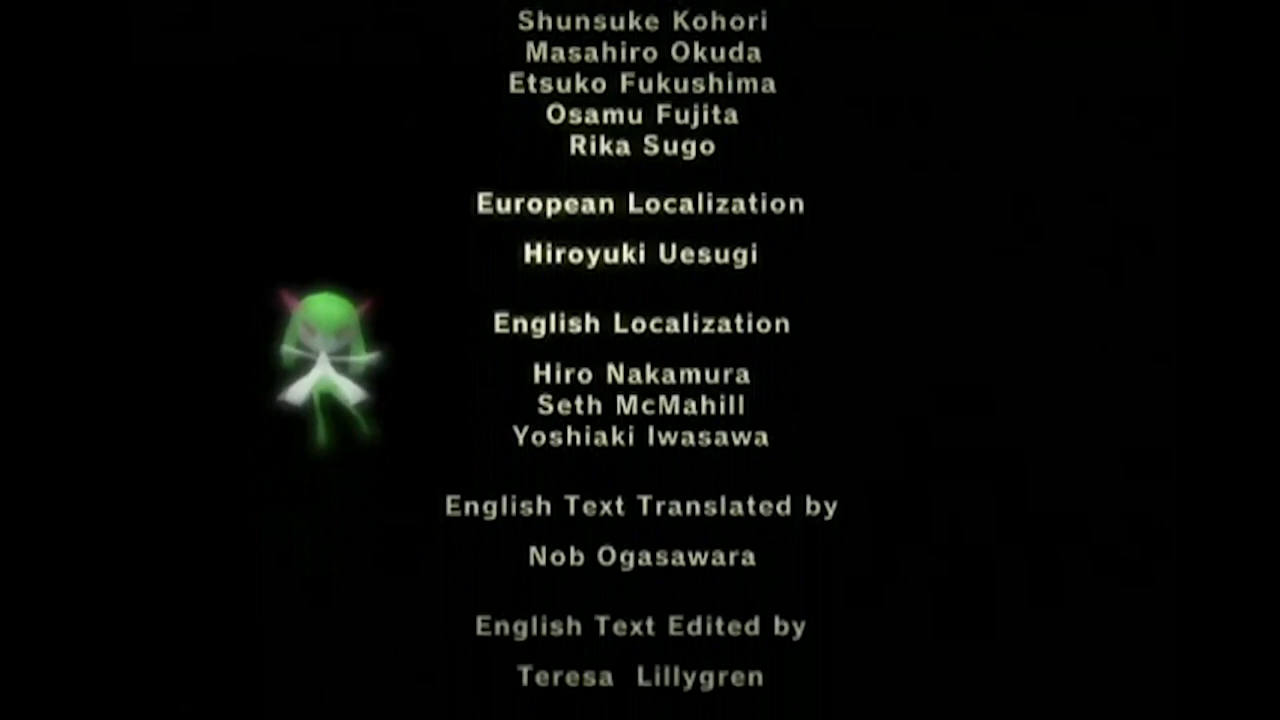 Shunsuke Kohori
Masahiro Okuda
Etsuko Fukushima
Osamu Fujita
Rika Sugo
European Localization
Hiroyuki Uesugi
English Localization
Hiro Nakamura
Seth McMahill
Yoshiaki Iwasawa
English Text Translated by
Nob Ogasawara
English Text Edited by
Teresa Lillygren